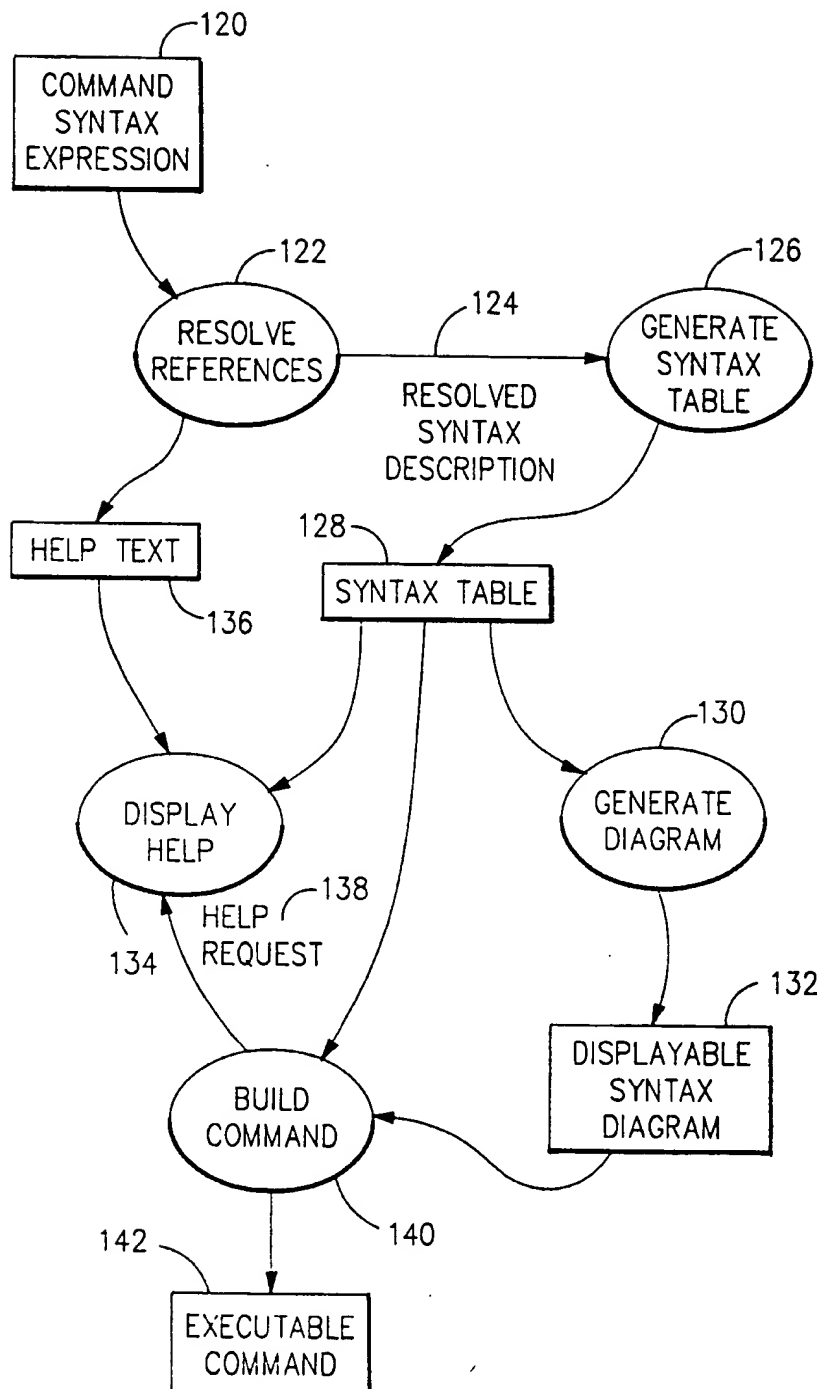 120
COMMAND
SYNTAX
EXPRESSION
122
RESOLVE
REFERENCES
124
RESOLVED
SYNTAX
DESCRIPTION
126
GENERATE
SYNTAX
TABLE
HELP TEXT
136
128
SYNTAX TABLE
130
GENERATE
DIAGRAM
DISPLAY
HELP
134
HELP
REQUEST
138
132
DISPLAYABLE
SYNTAX
DIAGRAM
BUILD
COMMAND
140
142
EXECUTABLE
COMMAND